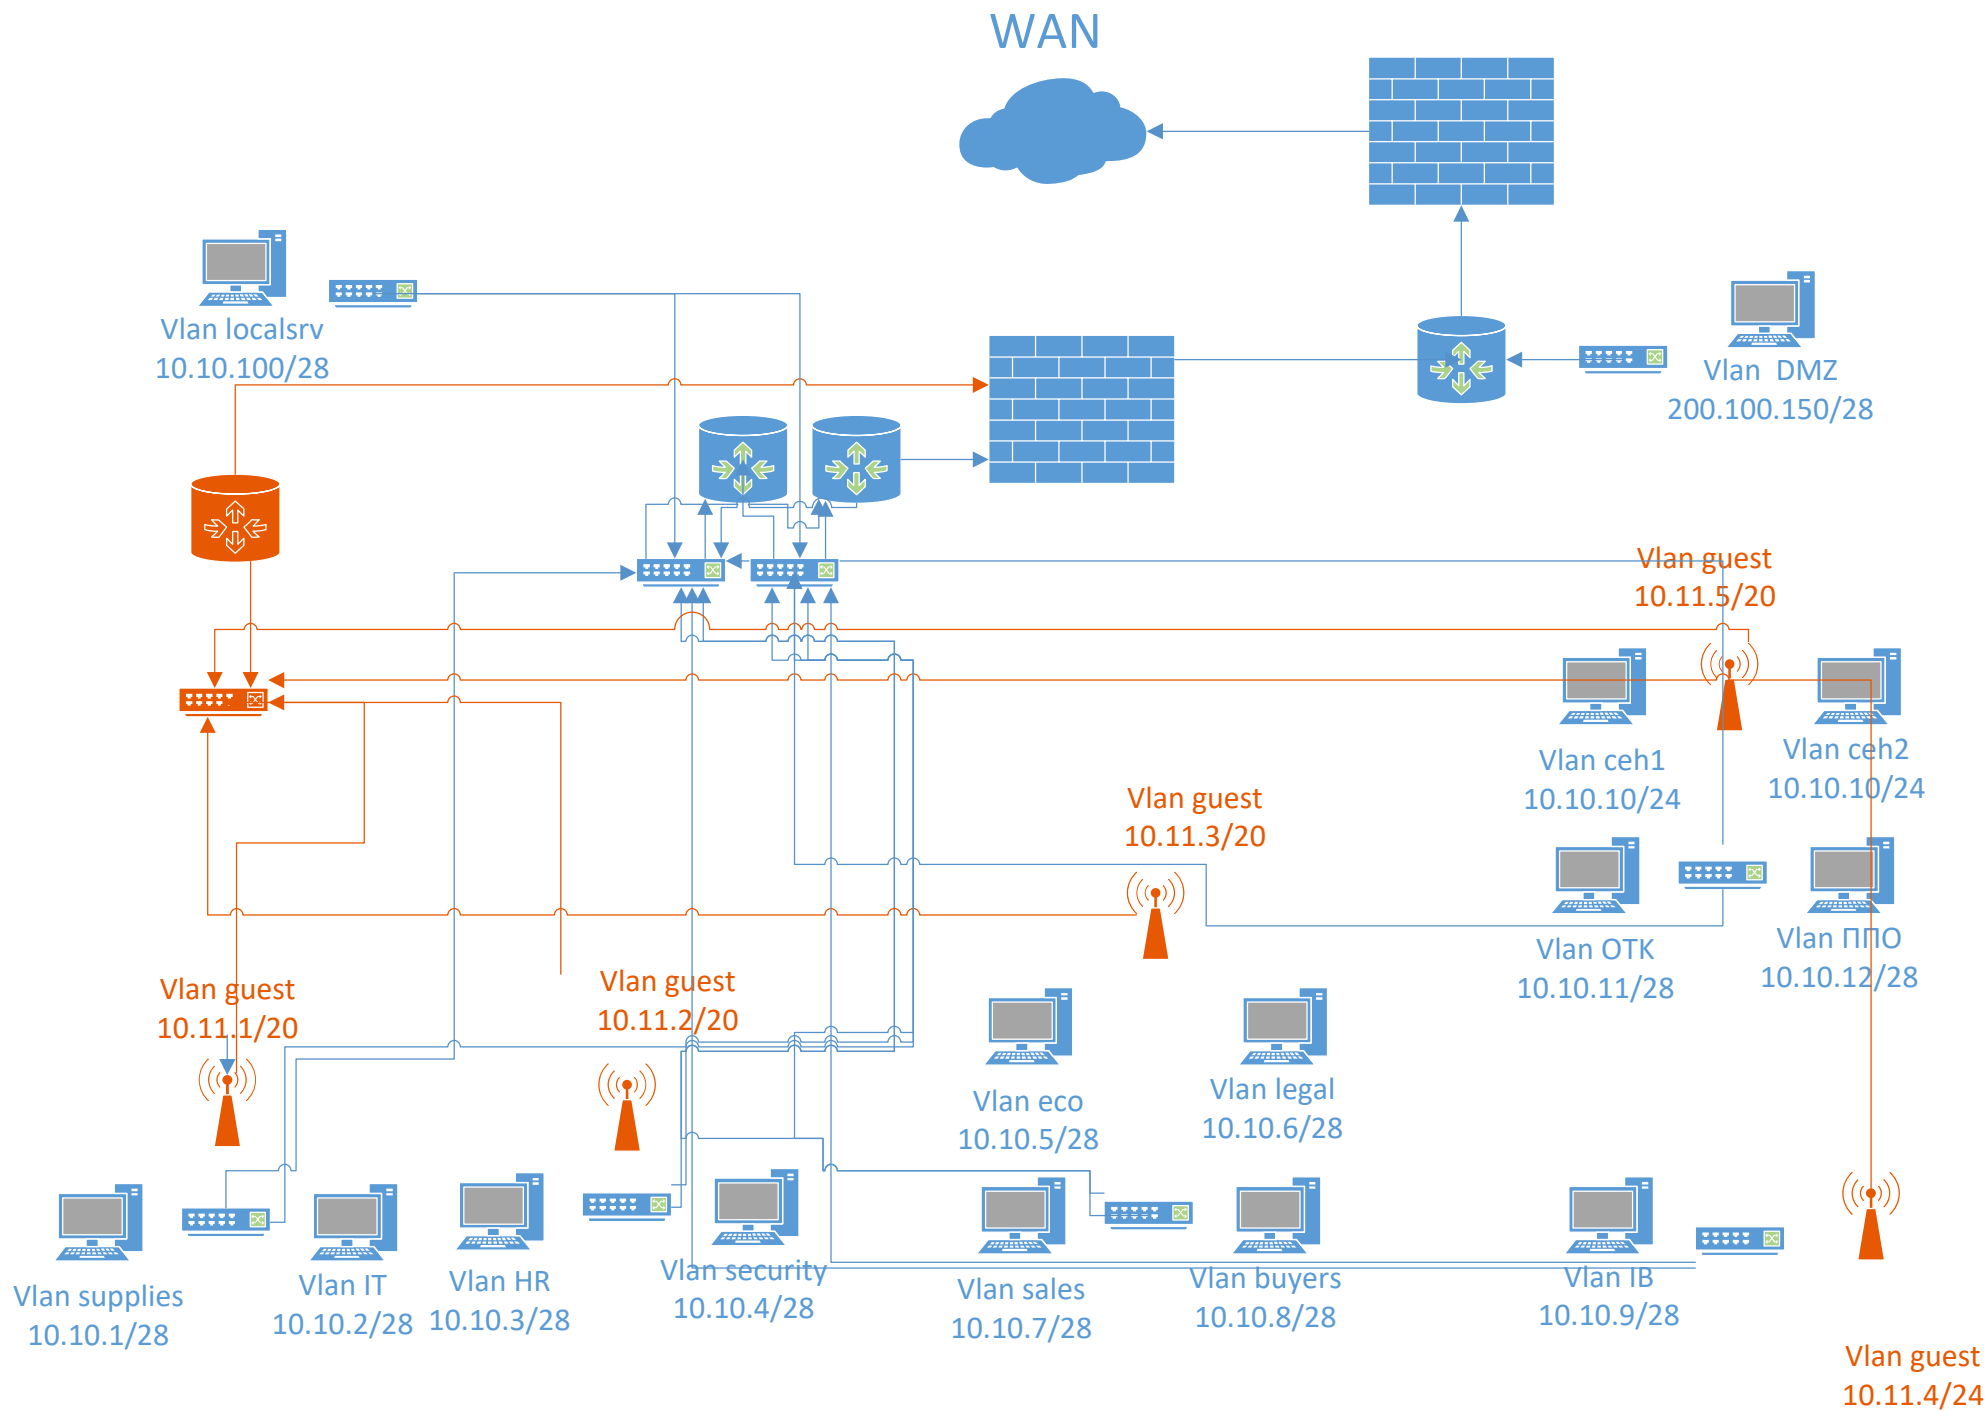 WAN
Vlan localsrv
10.10.100/28
Vlan  DMZ
200.100.150/28
Vlan guest
10.11.5/20
Vlan ceh1
10.10.10/24
Vlan ceh2
10.10.10/24
Vlan guest
10.11.3/20
Vlan ОТК
10.10.11/28
Vlan ППО
10.10.12/28
Vlan guest
10.11.1/20
Vlan guest
10.11.2/20
Vlan eco
10.10.5/28
Vlan legal
10.10.6/28
Vlan supplies
10.10.1/28
Vlan IT
10.10.2/28
Vlan HR
10.10.3/28
Vlan security
10.10.4/28
Vlan sales
10.10.7/28
Vlan buyers
10.10.8/28
Vlan IB
10.10.9/28
Vlan guest
10.11.4/24